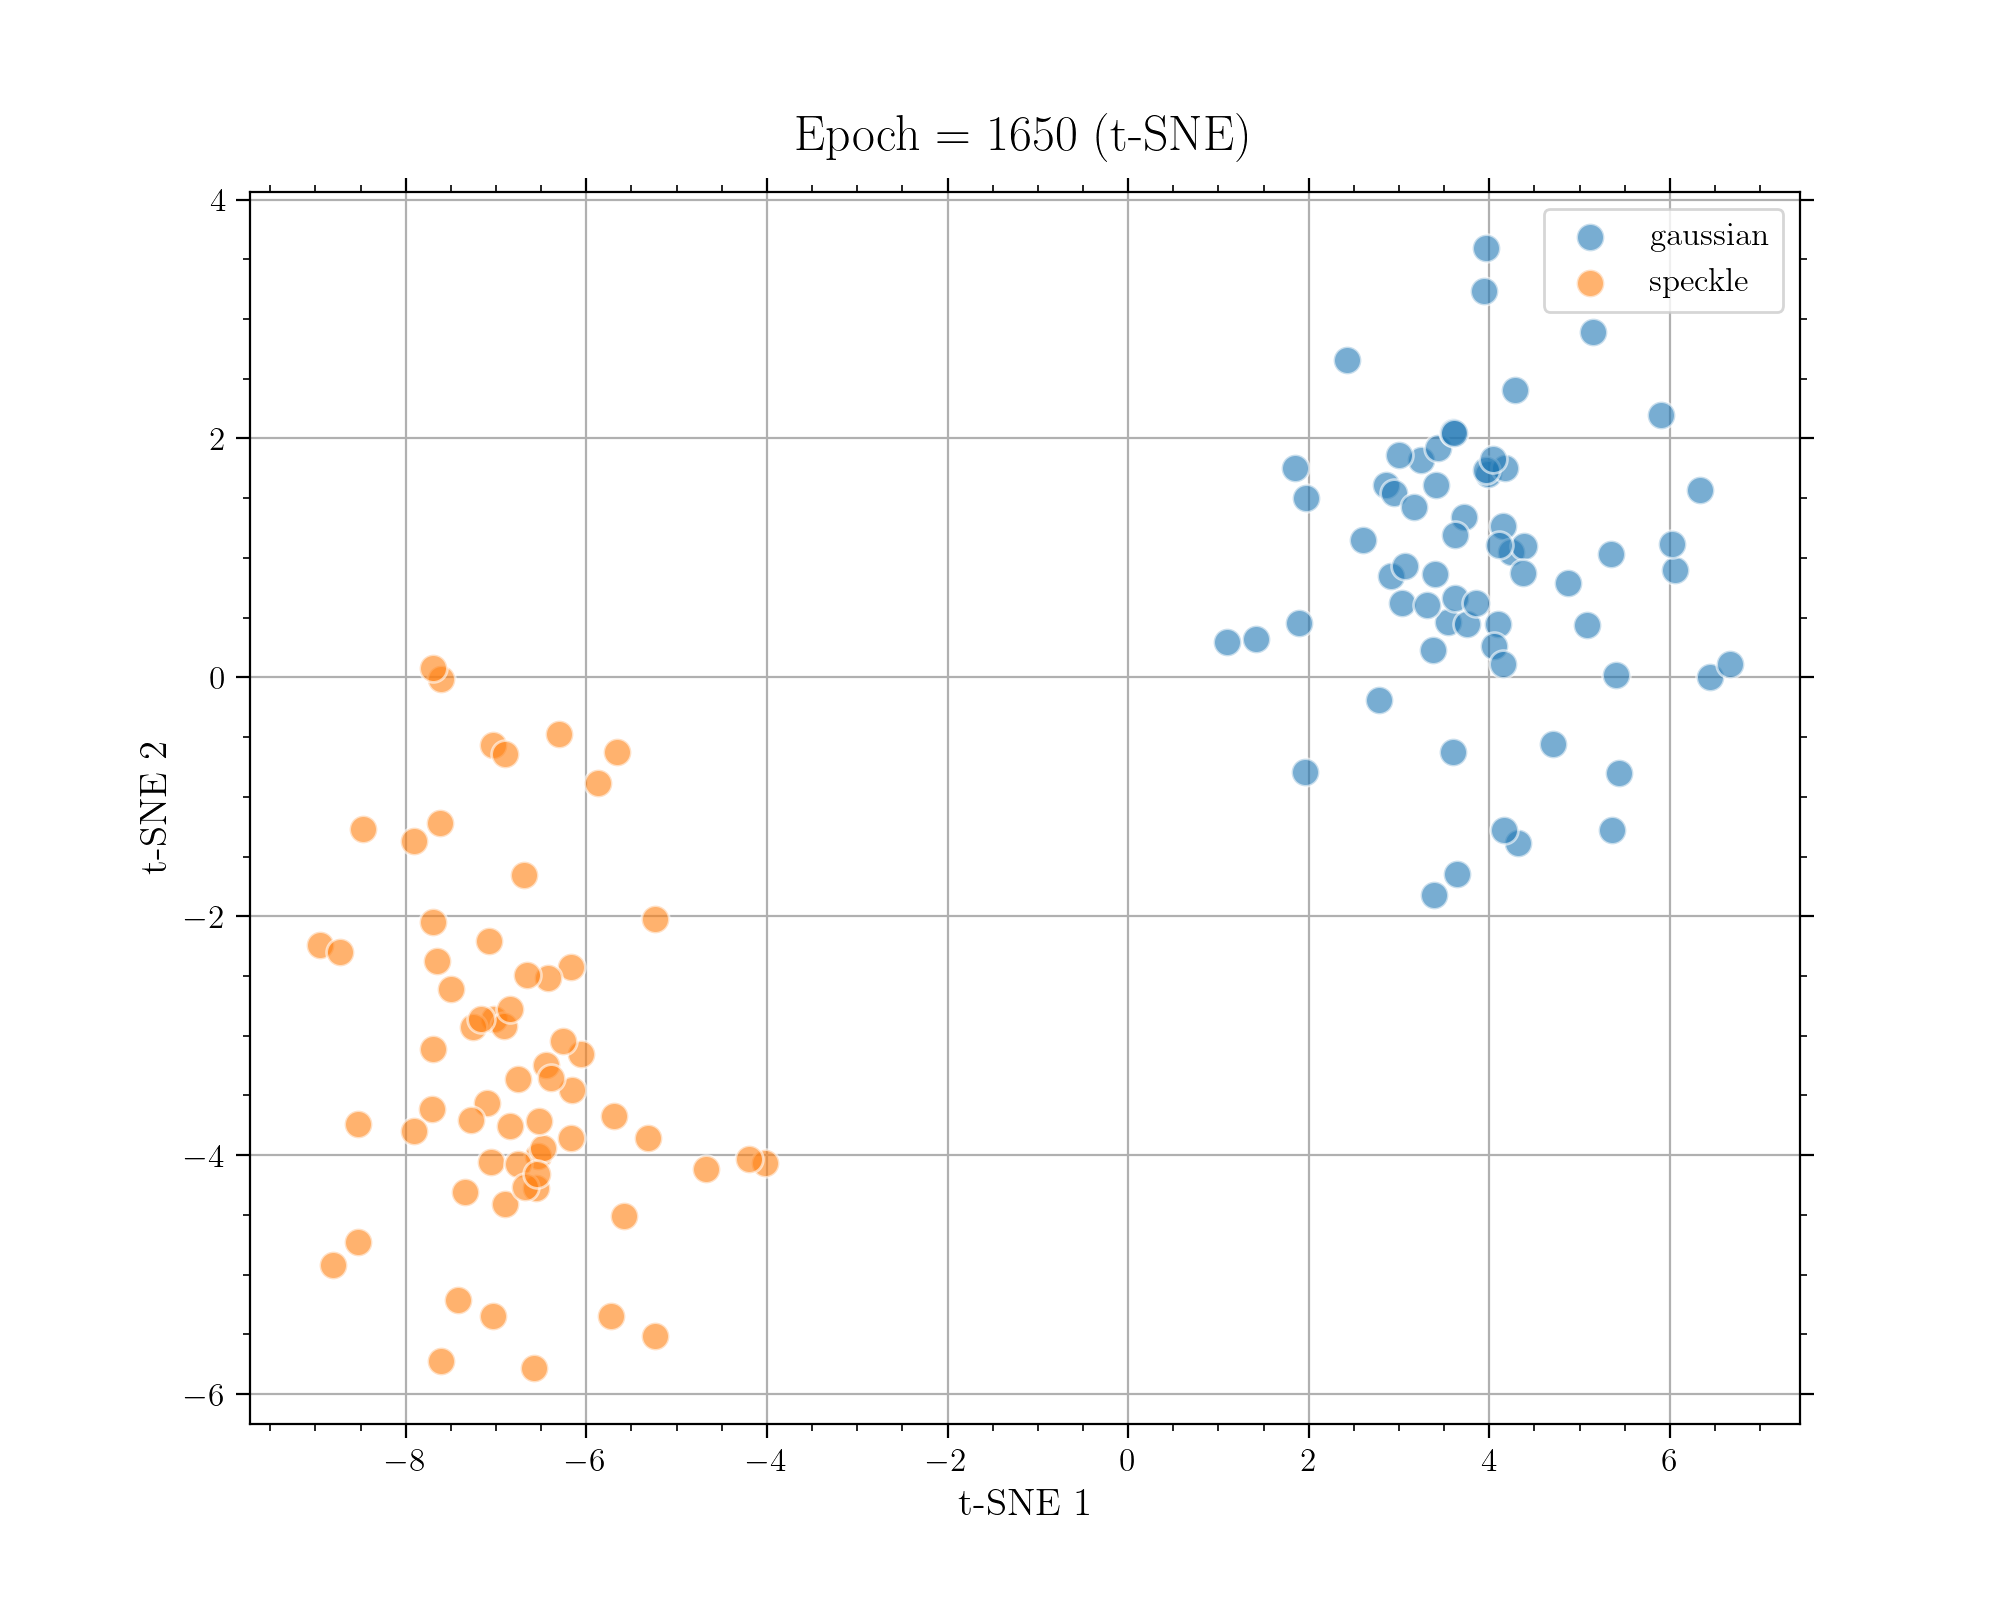 Epoch = 1650 (t-SNE)
gaussian
speckle
4
2
0
−2
−4
−6
t-SNE 2
−8 −6 −4 −2 0 2 4 6
t-SNE 1